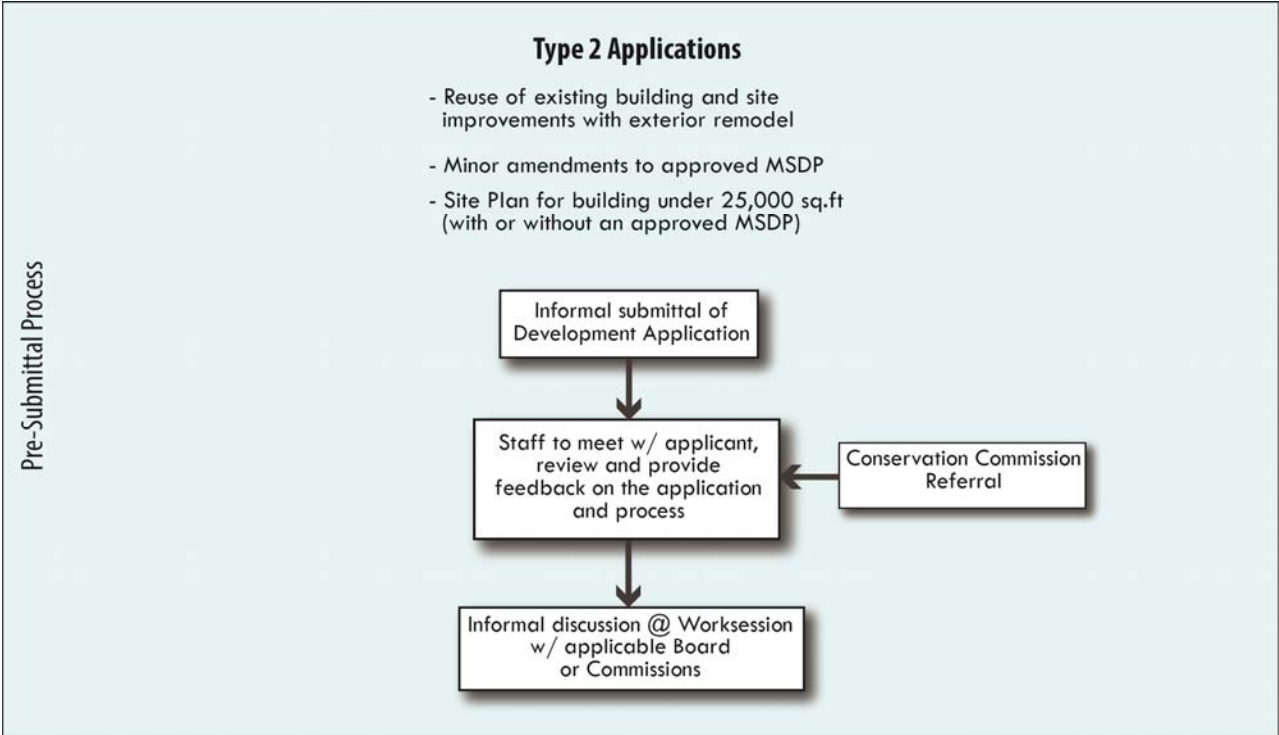 Type 2 Applications
- Reuse of existing building and site
improvements with exterior remodel
- Minor amendments to approved MSDP
- Site Plan for building under 25,000 sq.ft
(with or without an approved MSDP)
Pre-Submittal Process
Informal submittal of
Development Application
Staff to meet w/ applicant,
review and provide
feedback on the application
and process
Conservation Commission
Referral
Informal discussion @ Worksession
w/ applicable Board
or Commissions